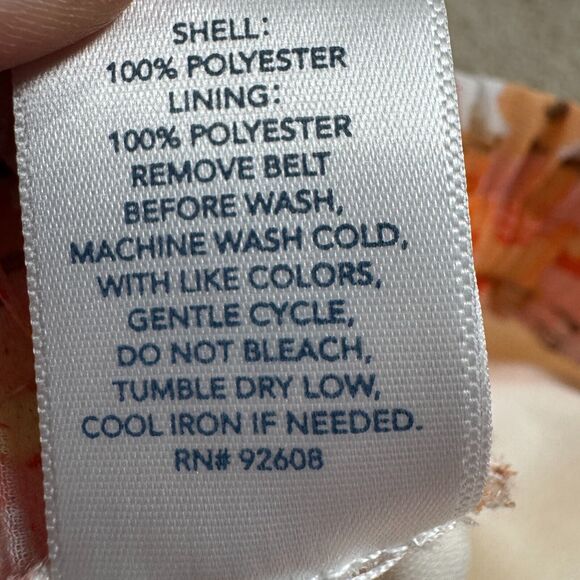 SHELL:
100% POLYESTER
LINING:
100% POLYESTER
REMOVE BELT
BEFORE WASH,
MACHINE WASH COLD,
WITH LIKE COLORS,
GENTLE CYCLE,
DO NOT BLEACH,
TUMBLE DRY LOW,
COOL IRON IF NEEDED.
RN# 92608